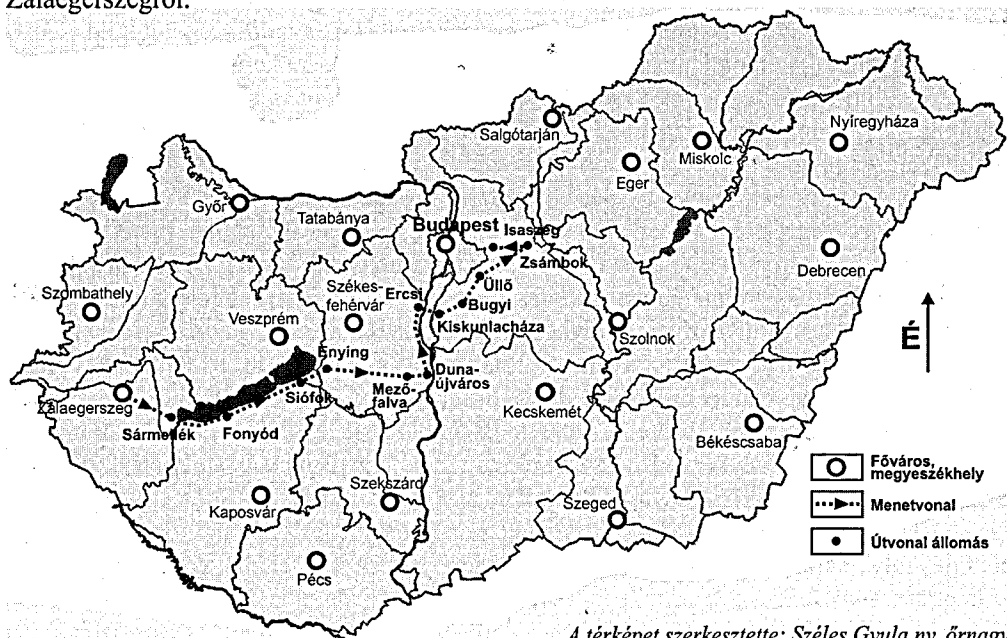 Zalaegerszegről.
Salgótarján
Nyíregyháza
Miskolc
Eger
Győr
Tatabánya
Budapest
Isaszeg
Zsámbok
Debrecen
Szombathely
Székes-
fehérvár
Ercsi
Üllő
Bugyi
Veszprém
Kiskunlacháza
Szolnok
É
Enying
Siófok
Mező-
falva
Duna-
újváros
Zalaegerszeg
Kecskemét
Sármellék
Fonyód
Békéscsaba
Kaposvár
Szekszárd
Szeged
Pécs
Főváros,
megyeszékhely
Menetvonal
Útvonal állomás
A térképet szerkesztette: Széles Gyula ny. őrnagy